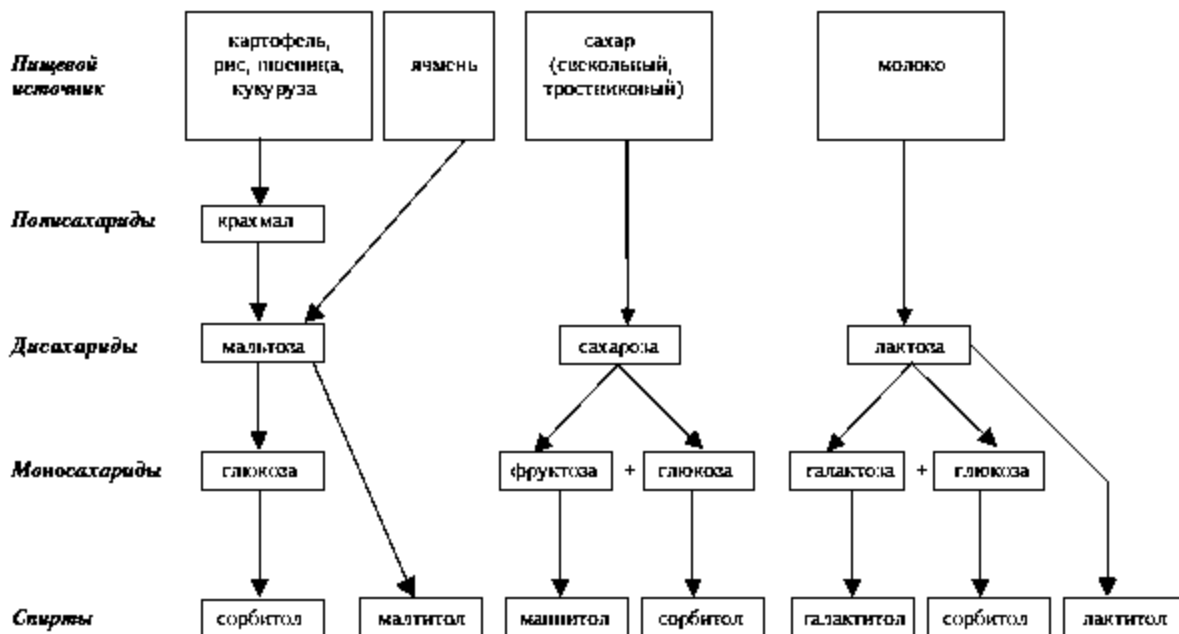 Пищевой
источник
картофель,
рис, пшеница,
кукуруза
ячмень
сахар
(свекольный,
тростниковый)
молоко
Полисахариды
крахмал
Дисахариды
мальтоза
сахароза
лактоза
Моносахариды
глюкоза
фруктоза + глюкоза
галактоза + глюкоза
Спирты
сорбитол
малтитол
маннитол
сорбитол
галактитол
сорбитол
лактитол